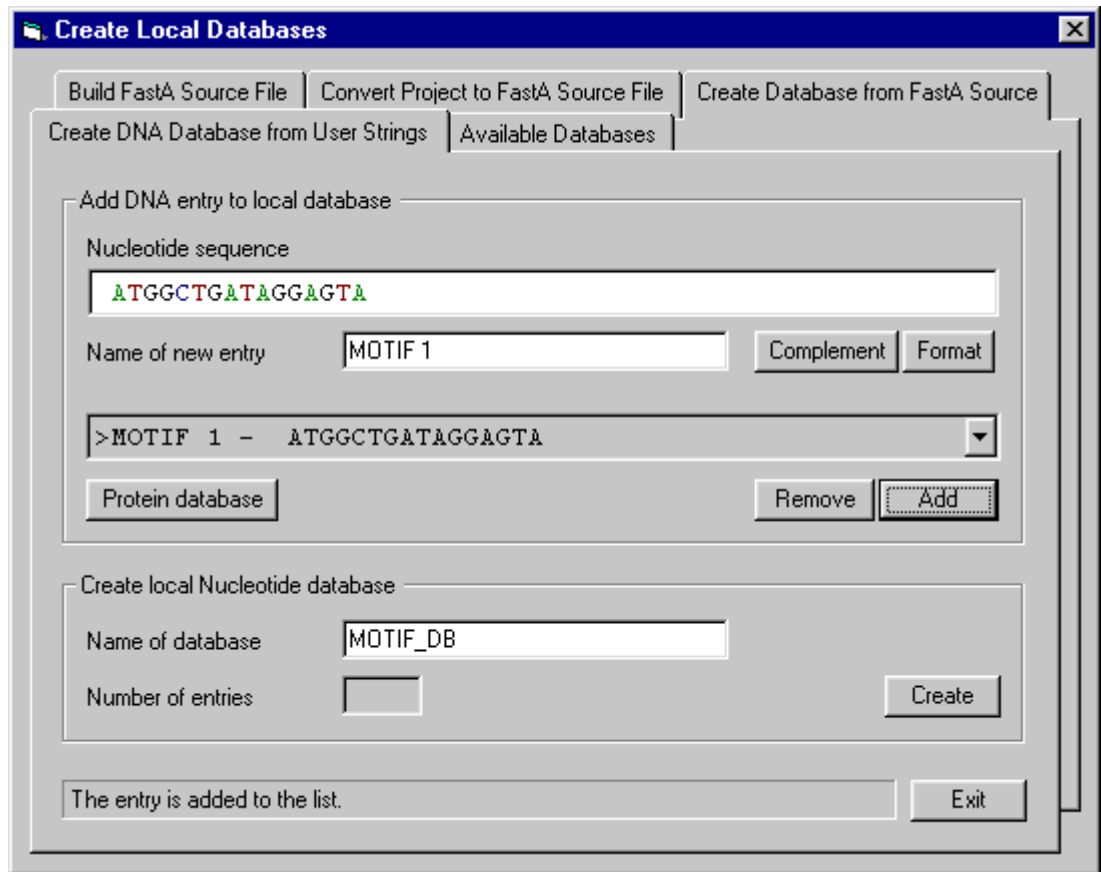 Create Local Databases
Build FastA Source File
Convert Project to FastA Source File
Create Database from FastA Source
Create DNA Database from User Strings
Available Databases
Add DNA entry to local database
Nucleotide sequence
ATGGCTGATAGGAGTA
Name of new entry
MOTIF 1
Complement
Format
>MOTIF 1 - ATGGCTGATAGGAGTA
Protein database
Remove
Add
Create local Nucleotide database
Name of database
MOTIF_DB
Number of entries
Create
The entry is added to the list.
Exit